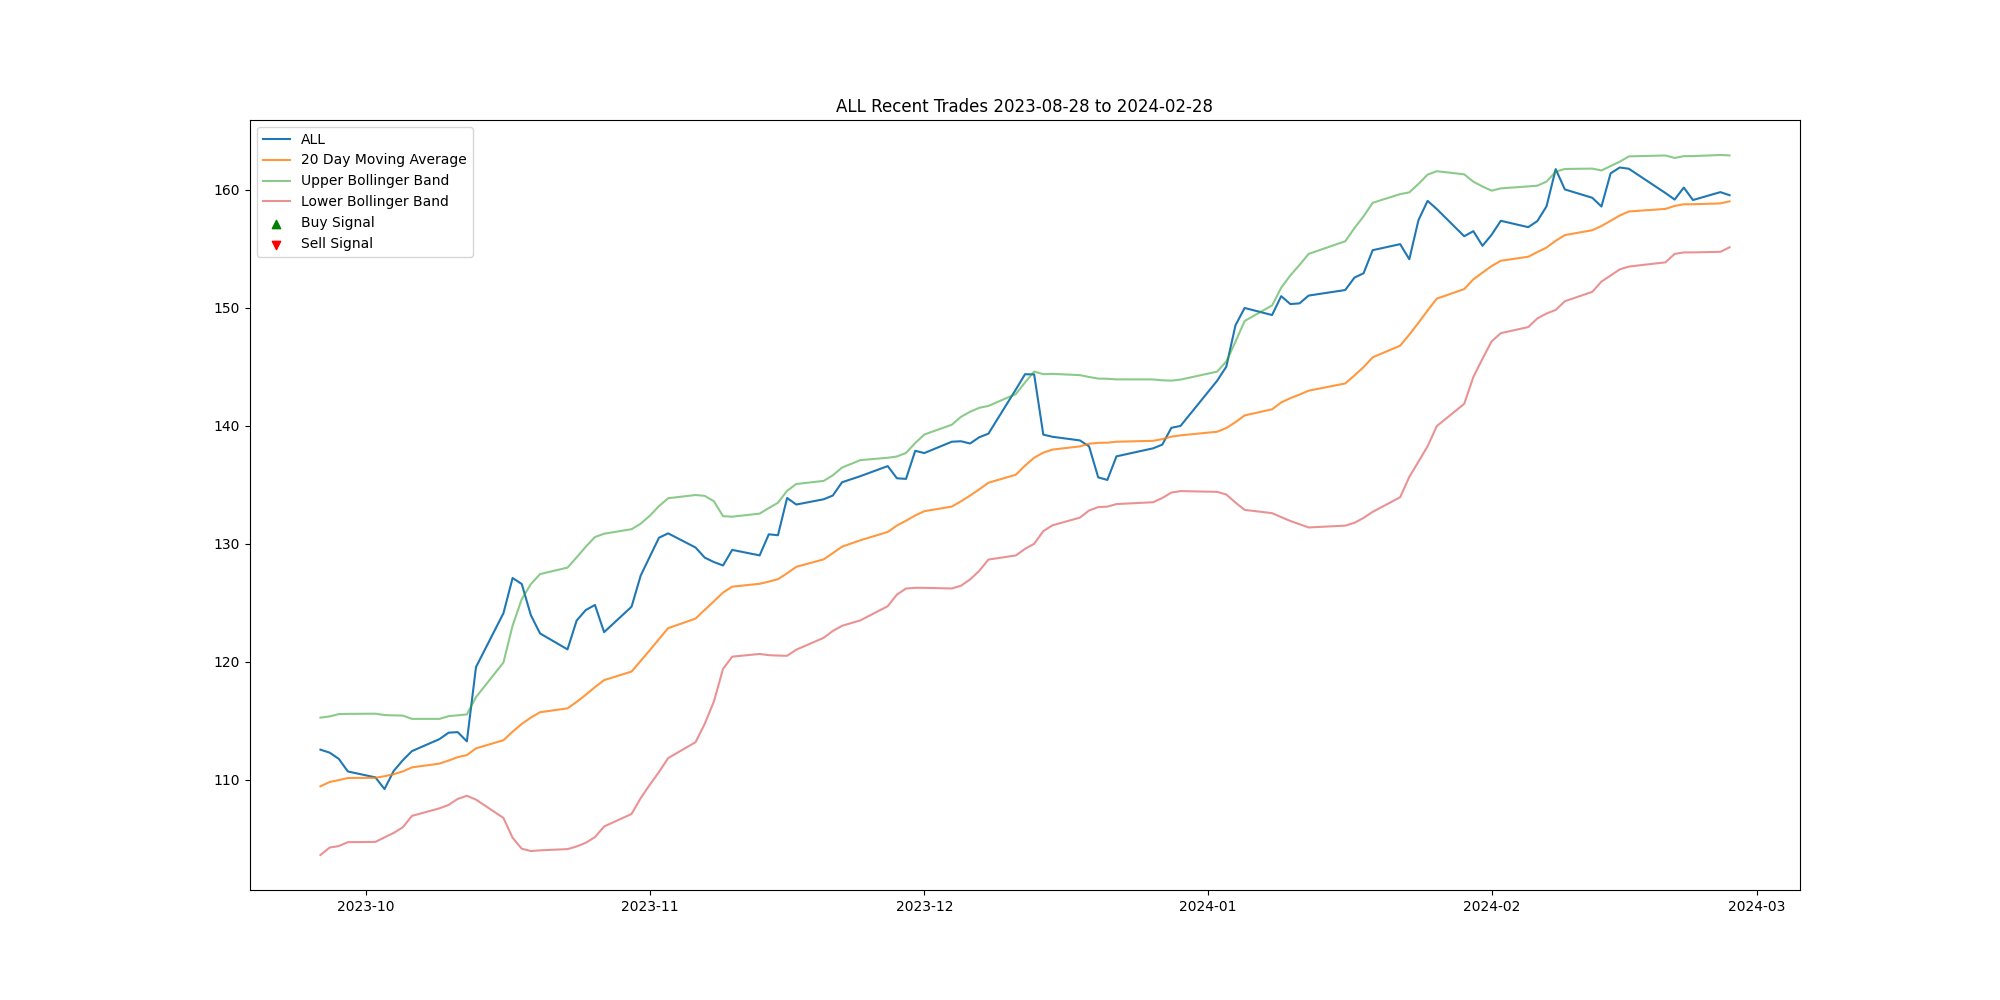 ALL Recent Trades 2023-08-28 to 2024-02-28
ALL
20 Day Moving Average
Upper Bollinger Band
Lower Bollinger Band
Buy Signal
Sell Signal
160
150
140
130
120
110
2023-10
2023-11
2023-12
2024-01
2024-02
2024-03